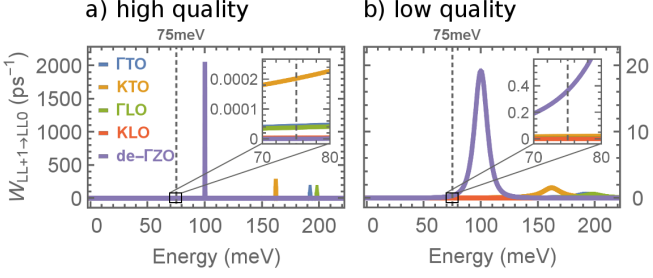 a) high quality
b) low quality
75meV
75meV
W_LL+1→LL0 (ps⁻¹)
2000
1500
1000
500
0
ΓTO
KTO
ΓLO
KLO
de-ΓZO
0.0002
0.0001
0
70
80
0.4
0.2
0
70
80
20
10
0
0
50
100
150
200
Energy (meV)
0
50
100
150
200
Energy (meV)